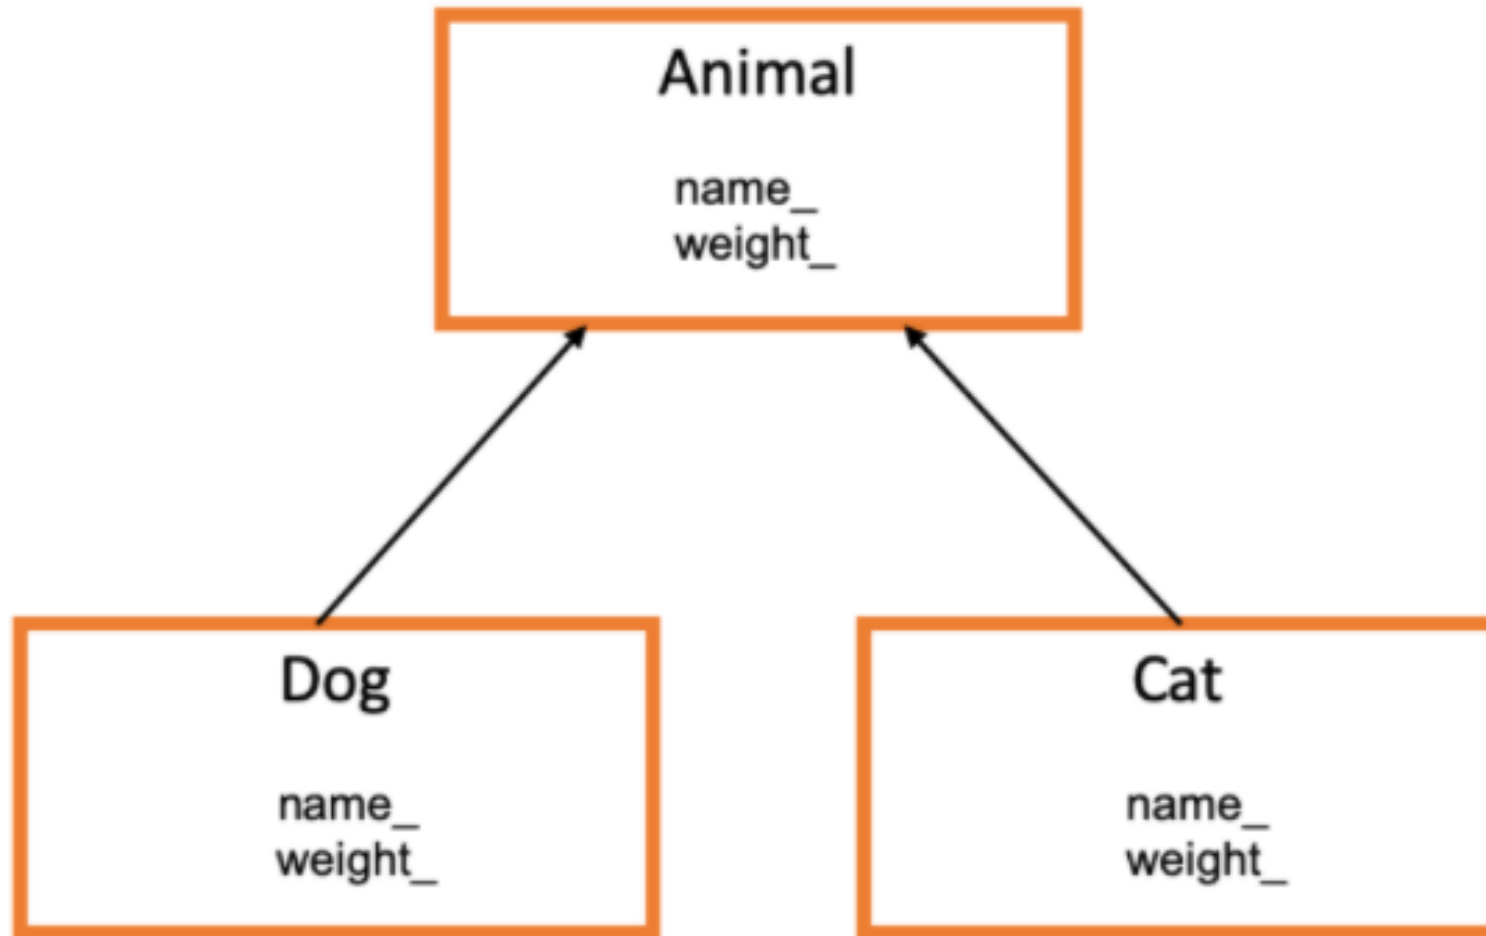 Animal
name_
weight_
Dog
name_
weight_
Cat
name_
weight_